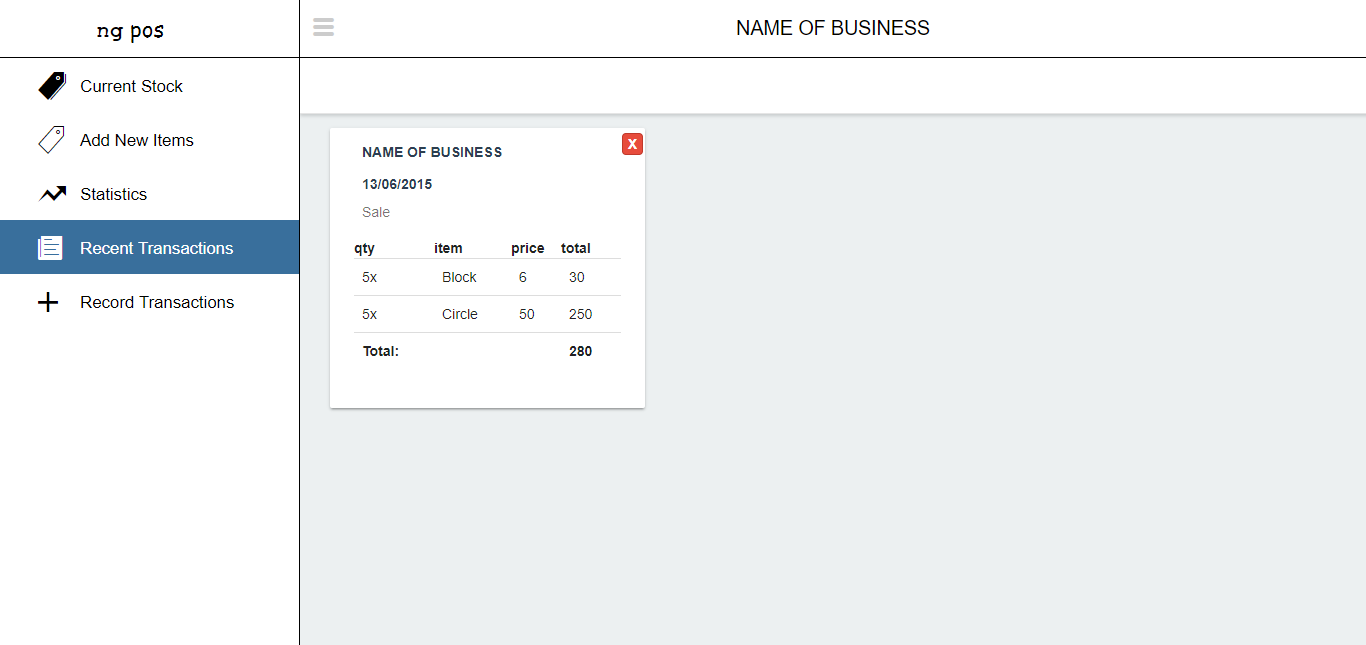 ng pos
NAME OF BUSINESS
Current Stock
Add New Items
Statistics
Recent Transactions
Record Transactions
X
NAME OF BUSINESS
13/06/2015
Sale
qty item price total
5x Block 6 30
5x Circle 50 250
Total: 280